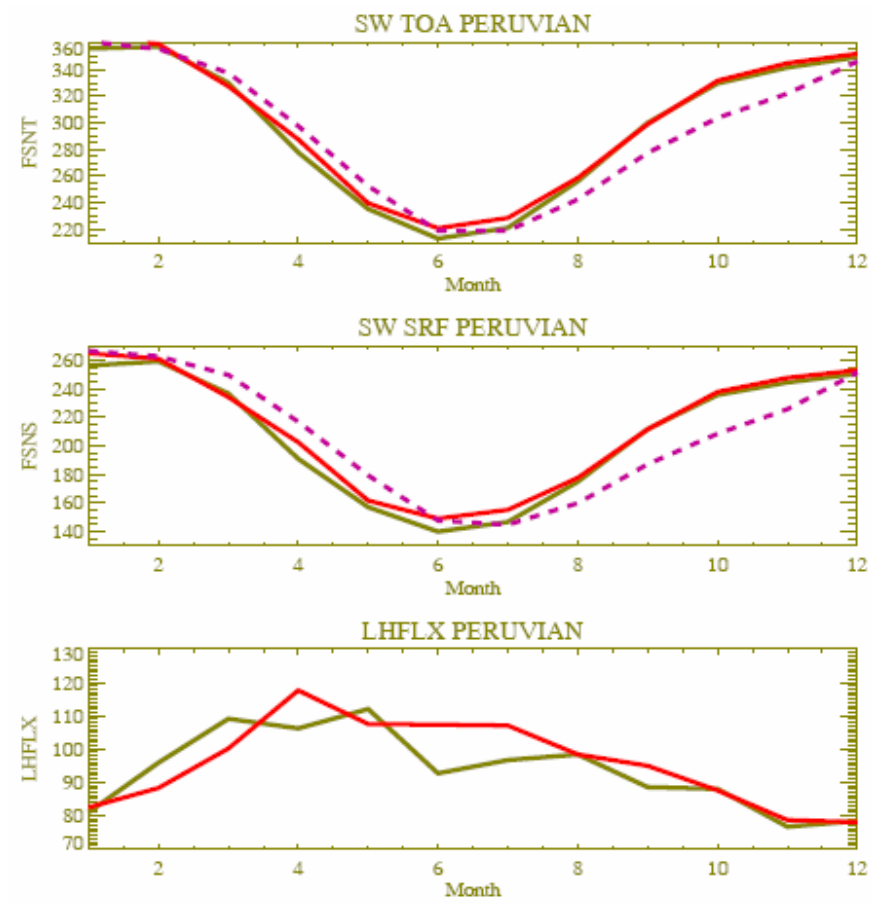 SW TOA PERUVIAN
360
340
320
300
280
260
240
220
FSNT
2 4 6 8 10 12
Month
SW SRF PERUVIAN
260
240
220
200
180
160
140
FSNS
2 4 6 8 10 12
Month
LHFLX PERUVIAN
130
120
110
100
90
80
70
LHFLX
2 4 6 8 10 12
Month